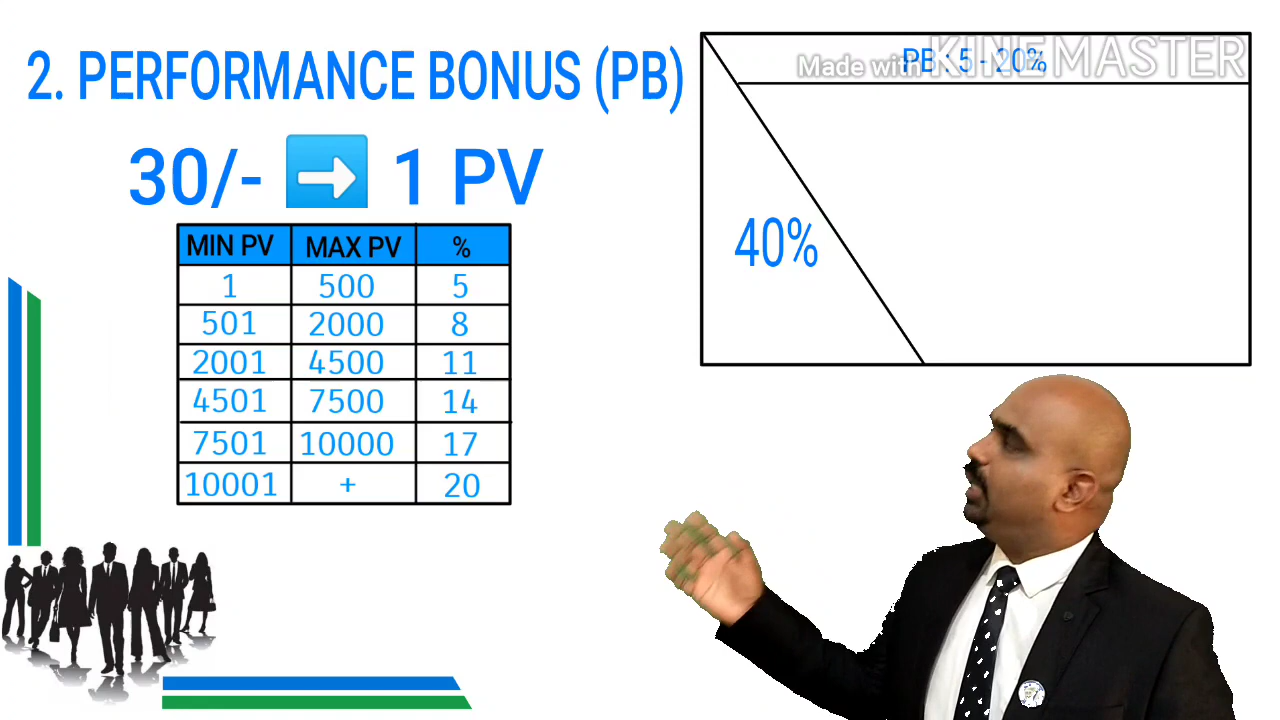 2. PERFORMANCE BONUS (PB)
30/- ➡ 1 PV
MIN PV MAX PV %
1 500 5
501 2000 8
2001 4500 11
4501 7500 14
7501 10000 17
10001 + 20
PB : 5 - 20%
Made with KINEMASTER
40%